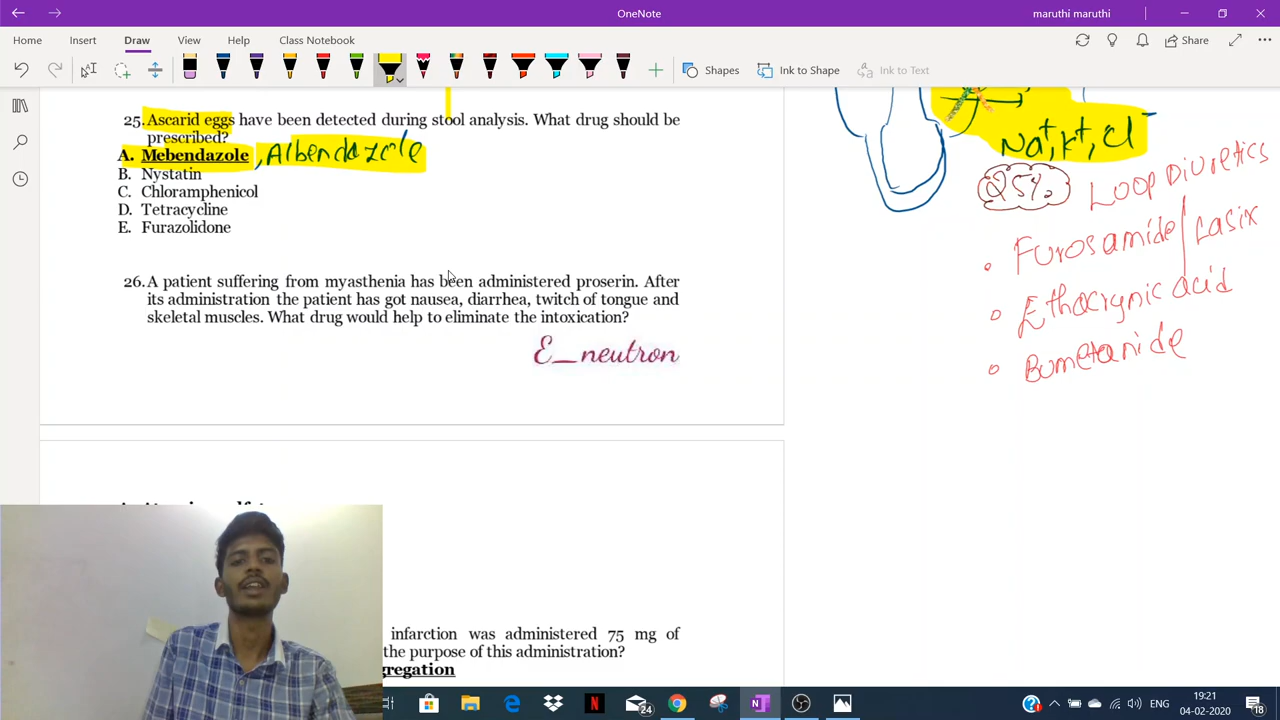 OneNote
maruthi maruthi
Home Insert Draw View Help Class Notebook
Share
Shapes
Ink to Shape
Ink to Text
25. Ascarid eggs have been detected during stool analysis. What drug should be
prescribed?
A. Mebendazole , Albendazole
B. Nystatin
C. Chloramphenicol
D. Tetracycline
E. Furazolidone
26. A patient suffering from myasthenia has been administered proserin. After
its administration the patient has got nausea, diarrhea, twitch of tongue and
skeletal muscles. What drug would help to eliminate the intoxication?
E_neutron
Na+, K+, Cl-
25%
Loop Diuretics
Furosamide/Lasix
Ethacrynic acid
Bumetanide
infarction was administered 75 mg of
the purpose of this administration?
gregation
24
ENG
19:21
04-02-2020
18